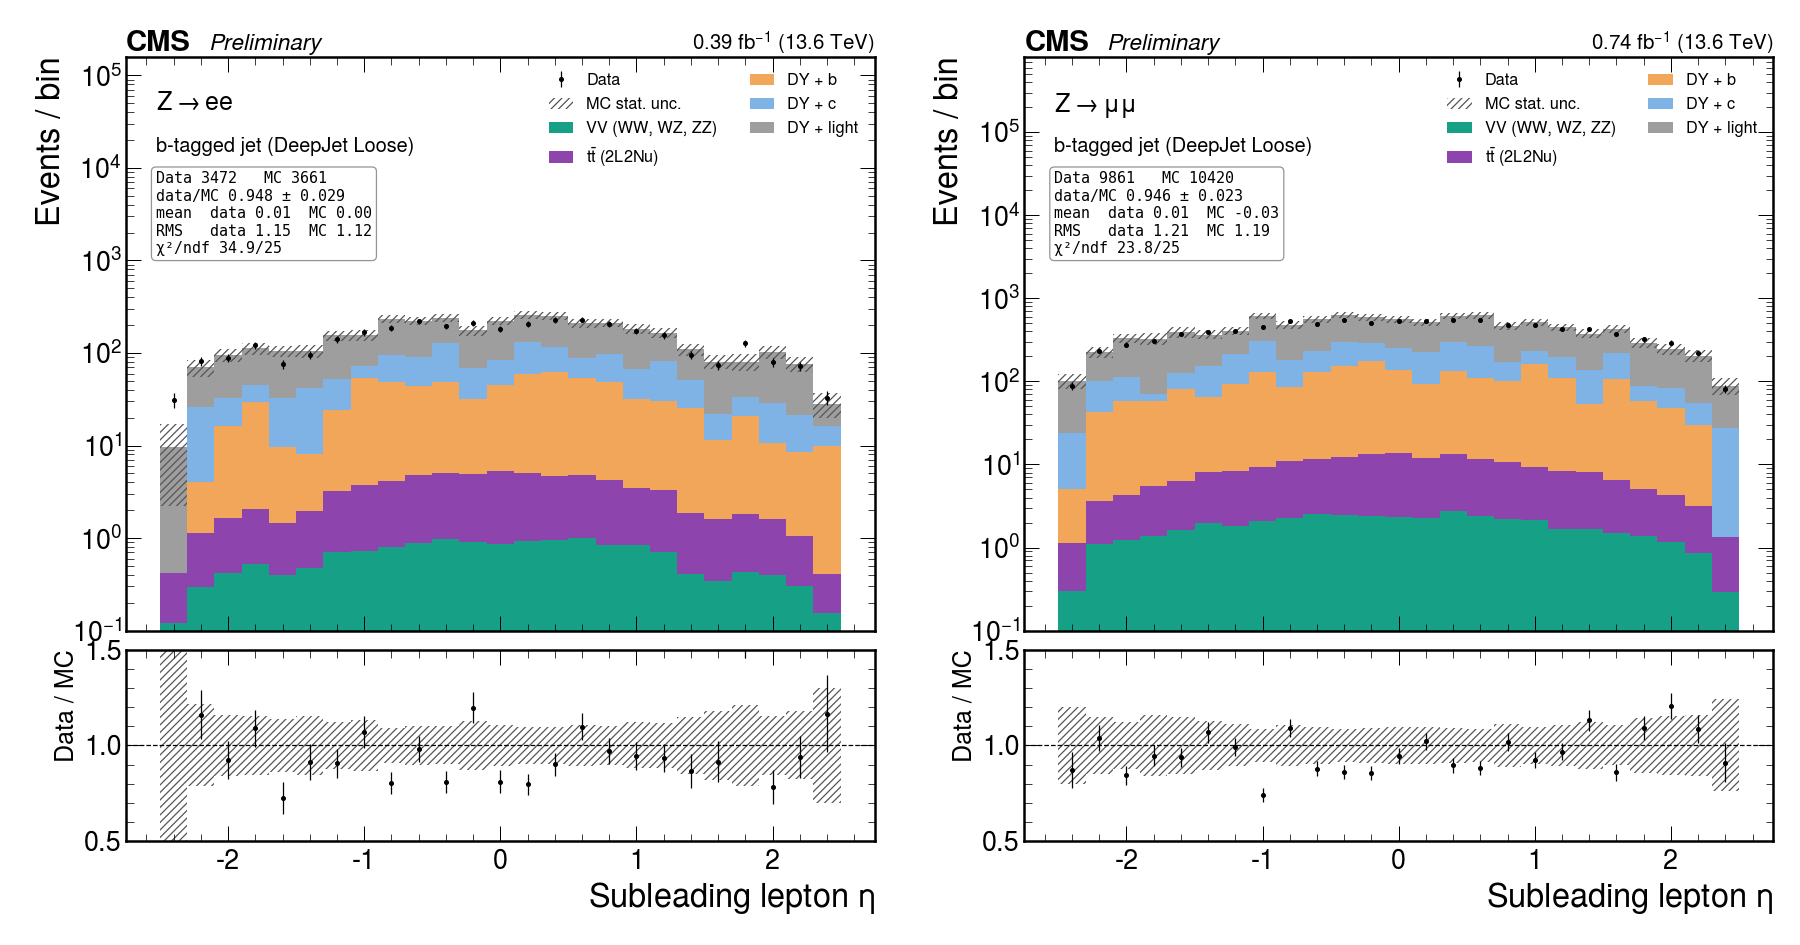 CMS Preliminary 0.39 fb⁻¹ (13.6 TeV)
Events / bin
10⁵
10⁴
10³
10²
10¹
10⁰
10⁻¹
Z → ee
b-tagged jet (DeepJet Loose)
Data 3472 MC 3661
data/MC 0.948 ± 0.029
mean data 0.01 MC 0.00
RMS data 1.15 MC 1.12
χ²/ndf 34.9/25
Data
MC stat. unc.
VV (WW, WZ, ZZ)
tt̄ (2L2Nu)
DY + b
DY + c
DY + light
Data / MC
1.5
1.0
0.5
-2 -1 0 1 2
Subleading lepton η
CMS Preliminary 0.74 fb⁻¹ (13.6 TeV)
Events / bin
10⁵
10⁴
10³
10²
10¹
10⁰
10⁻¹
Z → μμ
b-tagged jet (DeepJet Loose)
Data 9861 MC 10420
data/MC 0.946 ± 0.023
mean data 0.01 MC -0.03
RMS data 1.21 MC 1.19
χ²/ndf 23.8/25
Data
MC stat. unc.
VV (WW, WZ, ZZ)
tt̄ (2L2Nu)
DY + b
DY + c
DY + light
Data / MC
1.5
1.0
0.5
-2 -1 0 1 2
Subleading lepton η